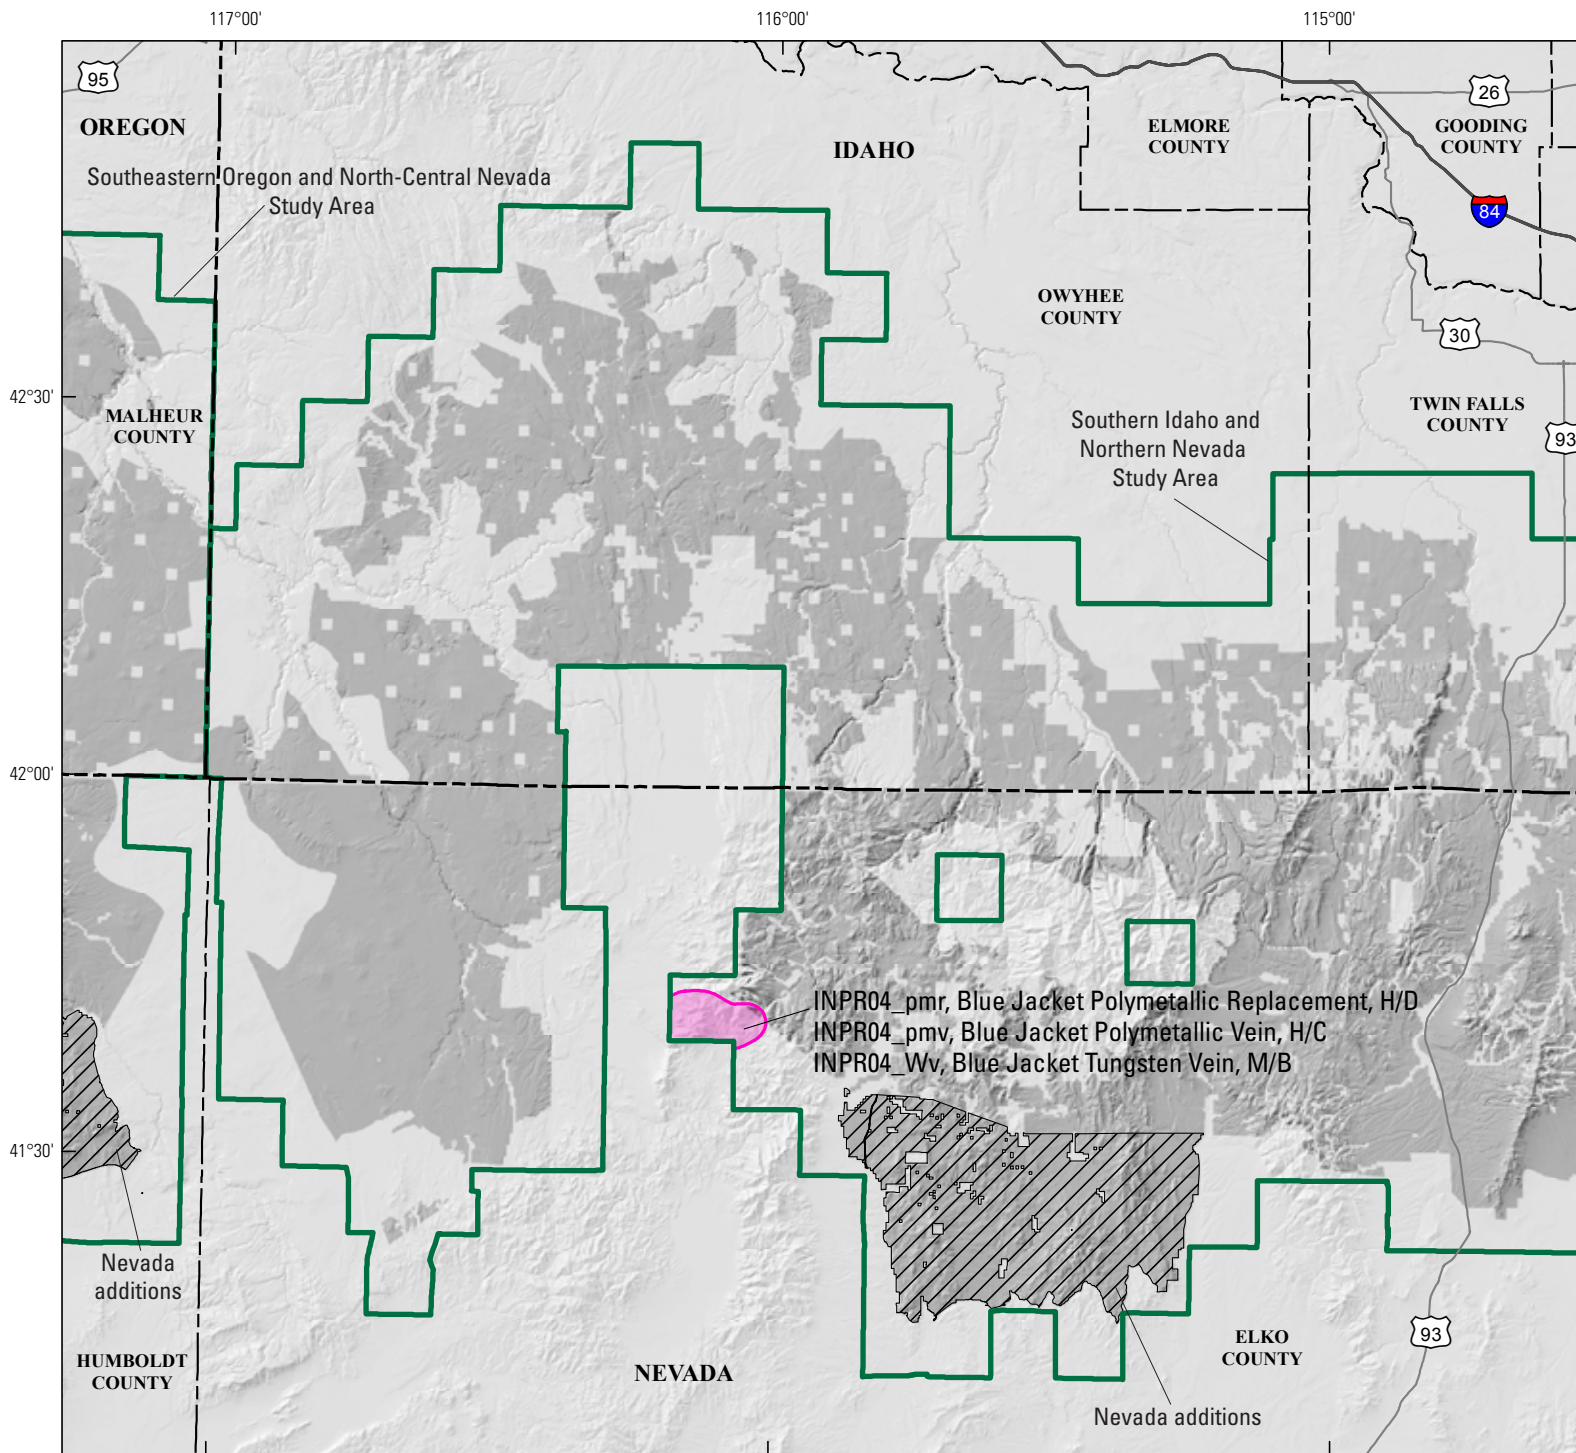 117°00'
116°00'
115°00'
95
26
OREGON
IDAHO
ELMORE
COUNTY
GOODING
COUNTY
Southeastern Oregon and North-Central Nevada
Study Area
84
OWYHEE
COUNTY
30
42°30'
MALHEUR
COUNTY
Southern Idaho and
Northern Nevada
Study Area
TWIN FALLS
COUNTY
93
42°00'
INPR04_pmr, Blue Jacket Polymetallic Replacement, H/D
INPR04_pmv, Blue Jacket Polymetallic Vein, H/C
INPR04_Wv, Blue Jacket Tungsten Vein, M/B
41°30'
Nevada
additions
HUMBOLDT
COUNTY
NEVADA
ELKO
COUNTY
93
Nevada additions